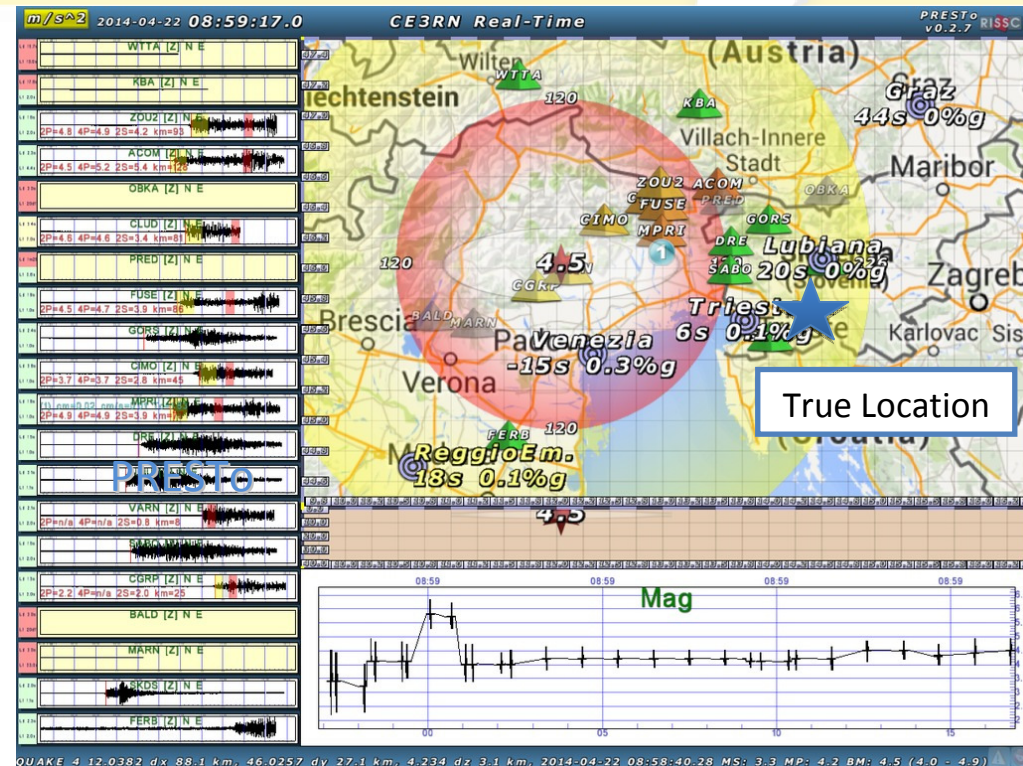 m/s^2 2014-04-22 08:59:17.0 CE3RN Real-Time PRESTo v0.2.7 RISSC
WTTA [Z] N E
KBA [Z] N E
ZOU2 [Z] N E
2P=4.8 4P=4.9 2S=4.2 km=93
ACOM [Z] N E
2P=4.5 4P=5.2 2S=5.4 km=128
OBKA [Z] N E
CLUD [Z] N E
2P=4.6 4P=4.6 2S=3.4 km=81
PRED [Z] N E
FUSE [Z] N E
2P=4.5 4P=4.7 2S=3.9 km=86
GORS [Z] N E
CIMO [Z] N E
2P=3.7 4P=3.7 2S=2.8 km=45
MPRI [Z] N E
2P=4.9 4P=4.9 2S=3.9
DRE [Z] N E
PRESTo
VARN [Z] N E
2P=n/a 4P=n/a 2S=0.8 km=8
SABO [Z] N E
CGRP [Z] N E
2P=2.2 4P=n/a 2S=2.0 km=25
BALD [Z] N E
MARN [Z] N E
SKDS [Z] N E
FERB [Z] N E
(Austria)
Wilten
WTTA
Graz
Graz
44s 0%g
iechtenstein
120
KBA
Villach-Innere
Stadt
Maribor
ZOU2 ACOM
OBKA
FUSE PRED
CIMO
GORS
MPRI
1
DRE
Lubiana
120
4.5
SABO 20s 0%g
(Slovenia)
Zagreb
CGRP
Triest
Brescia
BALD MARN
Venezia
6s 0.1%g
Karlovac Sis
-15s 0.3%g
Verona
True Location
FERB 120
ReggioEm.
18s 0.1%g
(Croatia)
4.5
08:59 08:59 08:59 08:59
Mag
00 05 10 15
QUAKE 4 12.0382 dx 88.1 km, 46.0257 dy 27.1 km, 4.234 dz 3.1 km, 2014-04-22 08:58:40.28 MS: 3.3 MP: 4.2 BM: 4.5 (4.0 - 4.9)